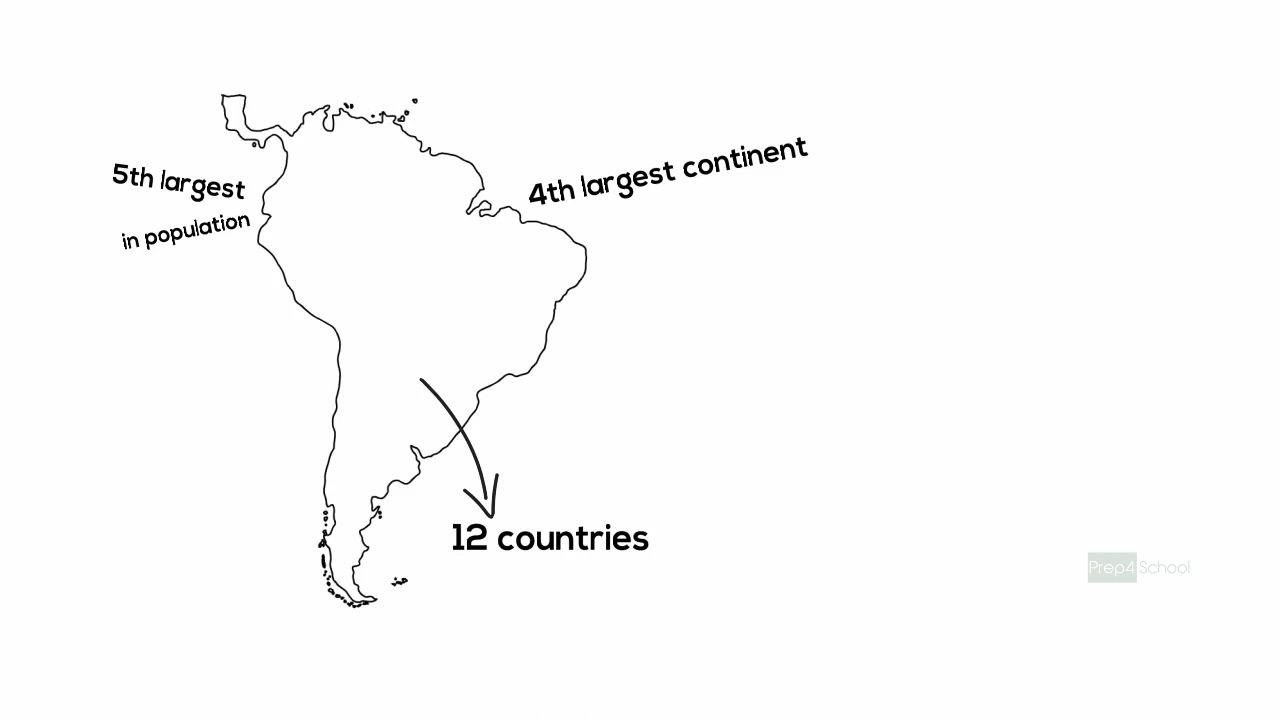 5th largest
in population
4th largest continent
12 countries
Prep4School